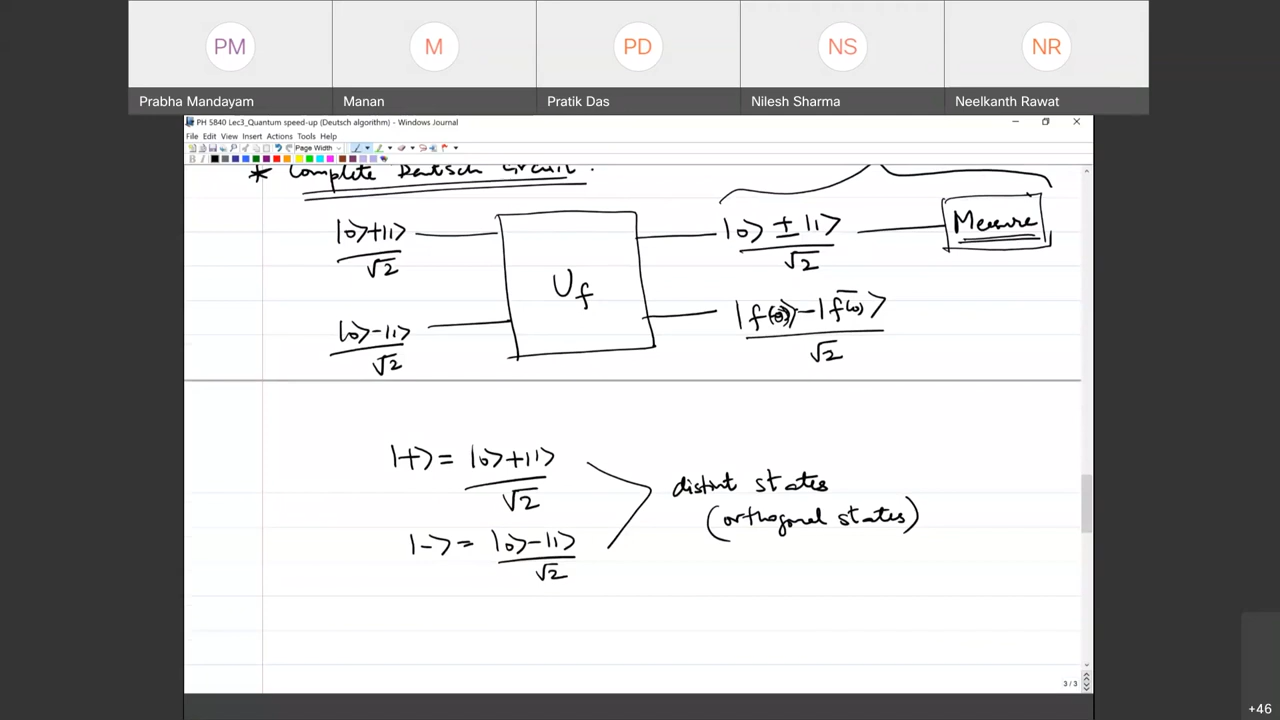 PM
M
PD
NS
NR
Prabha Mandayam
Manan
Pratik Das
Nilesh Sharma
Neelkanth Rawat
PH 5840 Lec3_Quantum speed-up (Deutsch algorithm) - Windows Journal
File Edit View Insert Actions Tools Help
Page Width
B I
* Complete Deutsch Circuit.
|0>+|1> / √2
|0> ± |1> / √2
Measure
U_f
|0>-|1> / √2
|f(0)> - |f̄(0)> / √2
|+> = |0>+|1> / √2
distinct states
(orthogonal states)
|-> = |0>-|1> / √2
3 / 3
+46